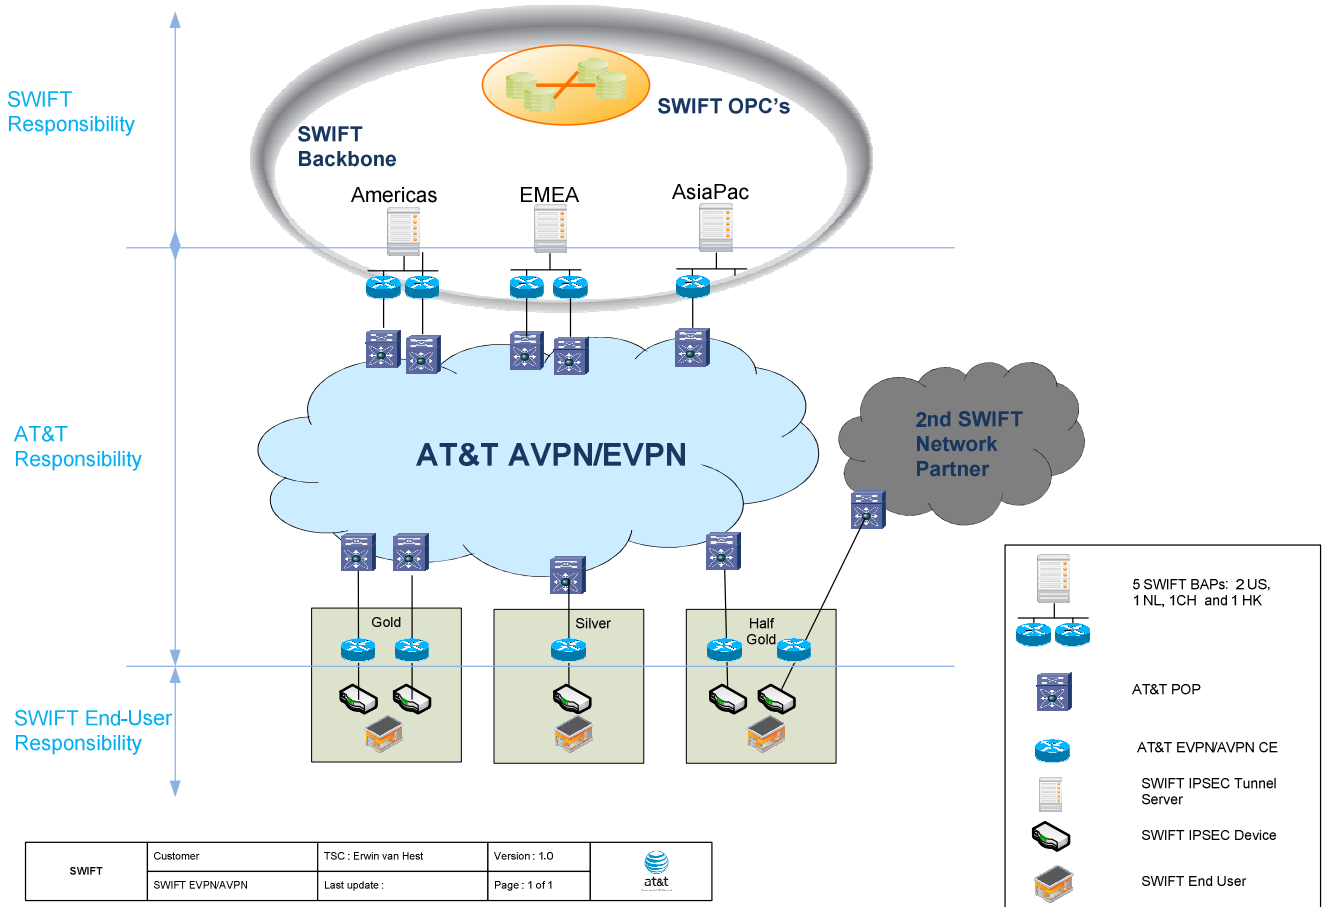 SWIFT
Responsibility
SWIFT OPC's
SWIFT
Backbone
Americas
EMEA
AsiaPac
AT&T
Responsibility
AT&T AVPN/EVPN
2nd SWIFT
Network
Partner
Gold
Silver
Half
Gold
SWIFT End-User
Responsibility
5 SWIFT BAPs: 2 US,
1 NL, 1CH and 1 HK
AT&T POP
AT&T EVPN/AVPN CE
SWIFT IPSEC Tunnel
Server
SWIFT IPSEC Device
SWIFT End User
SWIFT
Customer
TSC : Erwin van Hest
Version : 1.0
SWIFT EVPN/AVPN
Last update :
Page : 1 of 1
at&t